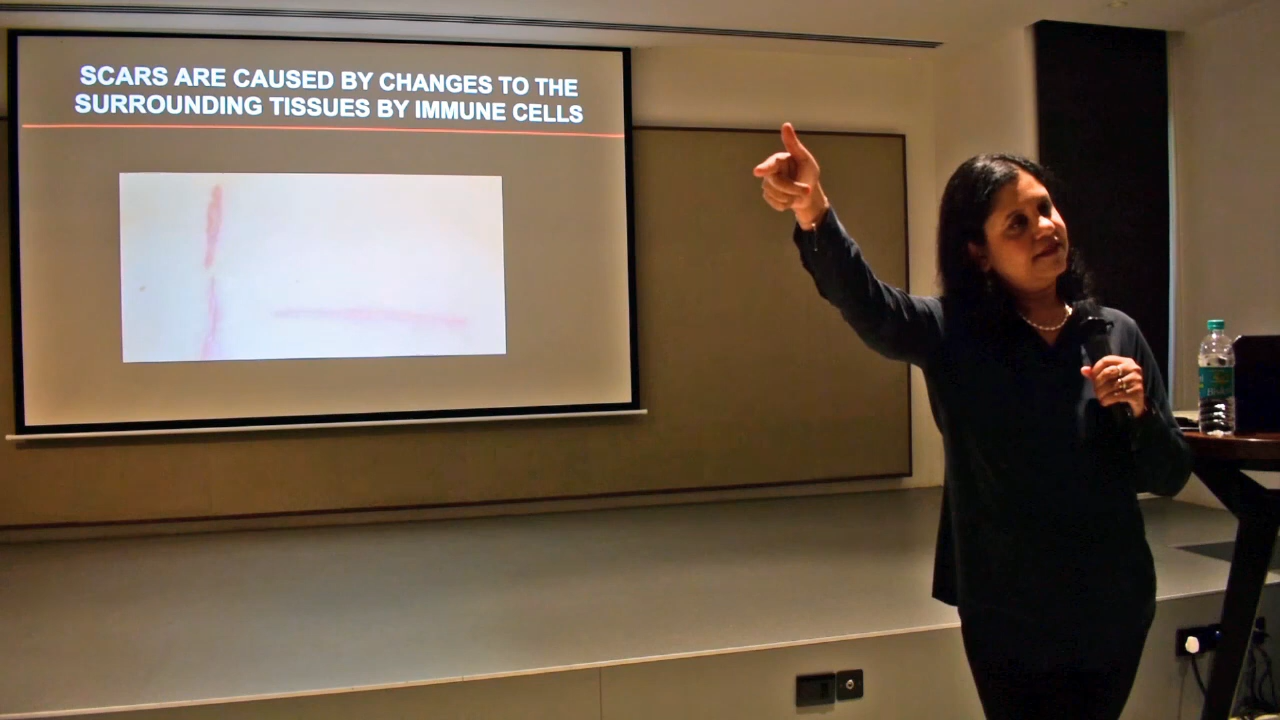 SCARS ARE CAUSED BY CHANGES TO THE
SURROUNDING TISSUES BY IMMUNE CELLS